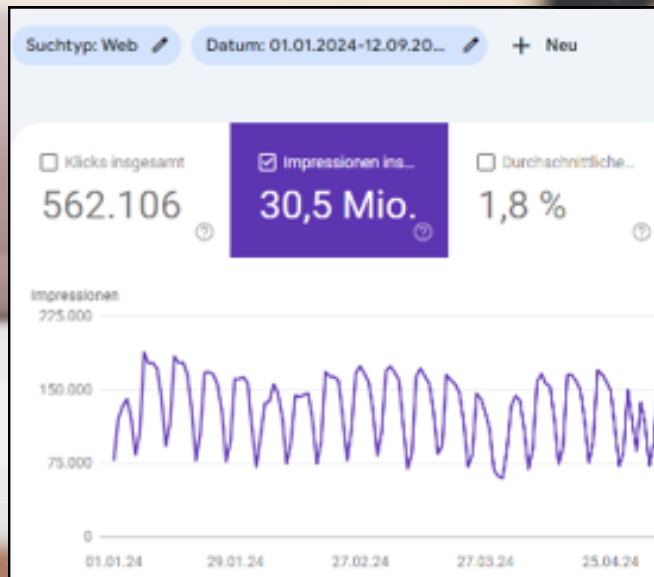 Suchtyp: Web Datum: 01.01.2024-12.09.20... + Neu
Klicks insgesamt Impressionen ins... Durchschnittliche...
562.106 30,5 Mio. 1,8 %
Impressionen
225.000
150.000
75.000
0
01.01.24 29.01.24 27.02.24 27.03.24 25.04.24